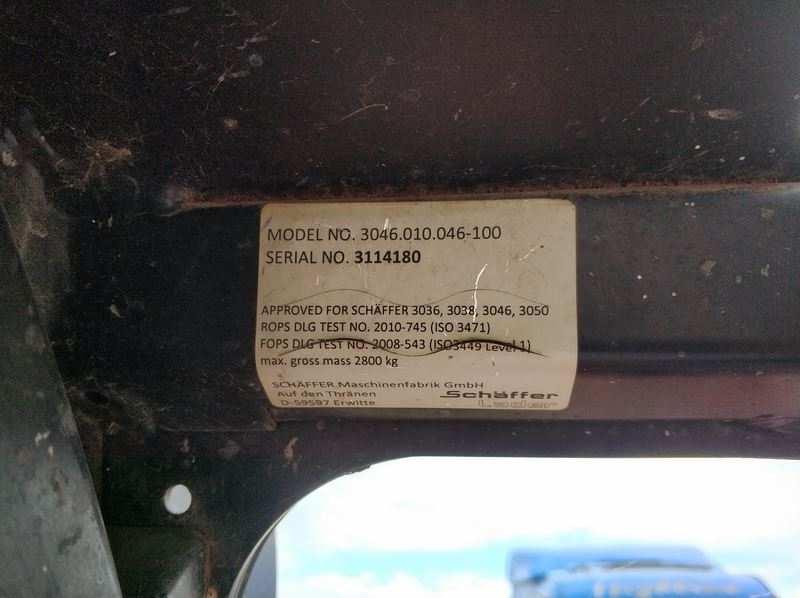 MODEL NO. 3046.010.046-100
SERIAL NO. 3114180
APPROVED FOR SCHÄFFER 3036, 3038, 3046, 3050
ROPS DLG TEST NO. 2010-745 (ISO 3471)
FOPS DLG TEST NO. 2008-543 (ISO3449 Level 1)
max. gross mass 2800 kg
SCHÄFFER Maschinenfabrik GmbH
Auf den Thränen
D-59597 Erwitte
Schäffer
Lader